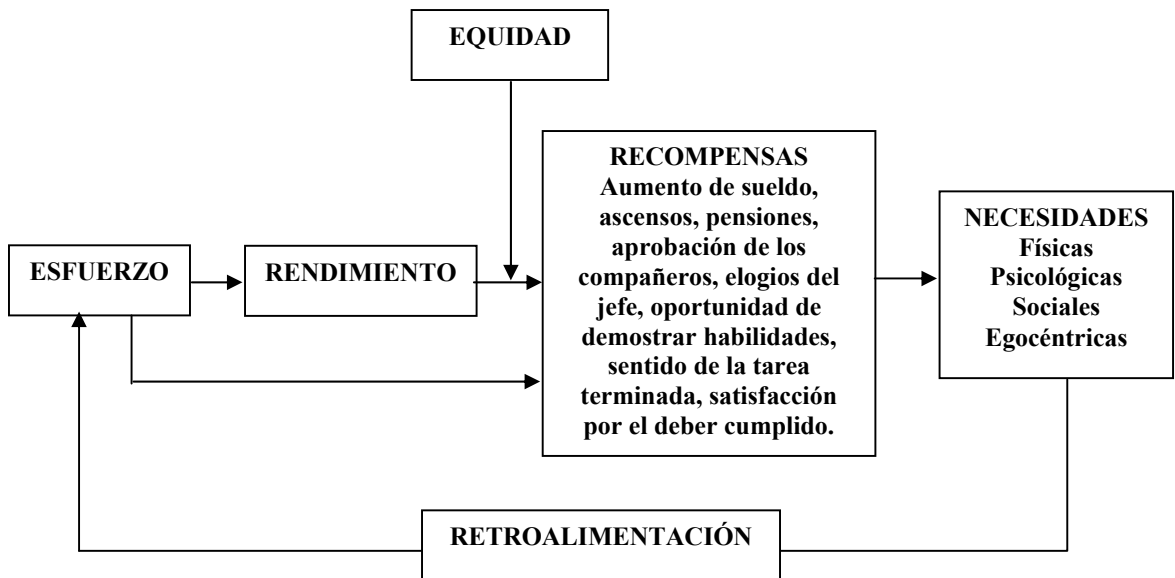 EQUIDAD
RECOMPENSAS
Aumento de sueldo,
ascensos, pensiones,
aprobación de los
compañeros, elogios del
jefe, oportunidad de
demostrar habilidades,
sentido de la tarea
terminada, satisfacción
por el deber cumplido.
NECESIDADES
Físicas
Psicológicas
Sociales
Egocéntricas
ESFUERZO
RENDIMIENTO
RETROALIMENTACIÓN